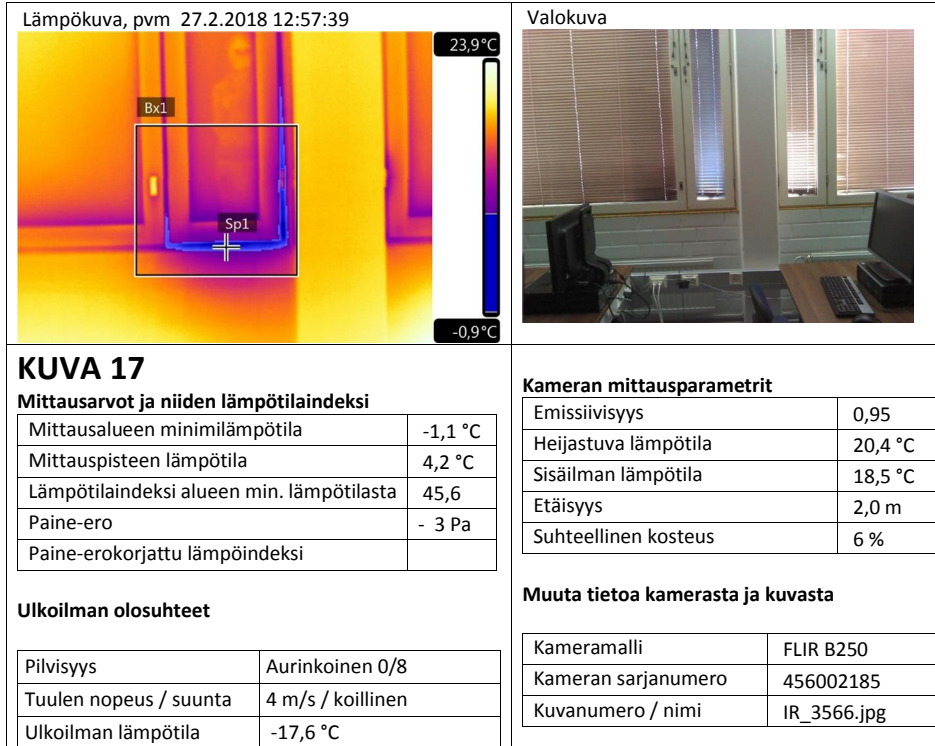 Lämpökuva, pvm 27.2.2018 12:57:39
23,9°C
Bx1
Sp1
-0,9°C
Valokuva
KUVA 17
Mittausarvot ja niiden lämpötilaindeksi
Mittausalueen minimilämpötila -1,1 °C
Mittauspisteen lämpötila 4,2 °C
Lämpötilaindeksi alueen min. lämpötilasta 45,6
Paine-ero - 3 Pa
Paine-erokorjattu lämpöindeksi
Ulkoilman olosuhteet
Pilvisyys Aurinkoinen 0/8
Tuulen nopeus / suunta 4 m/s / koillinen
Ulkoilman lämpötila -17,6 °C
Kameran mittausparametrit
Emissiivisyys 0,95
Heijastuva lämpötila 20,4 °C
Sisäilman lämpötila 18,5 °C
Etäisyys 2,0 m
Suhteellinen kosteus 6 %
Muuta tietoa kamerasta ja kuvasta
Kameramalli FLIR B250
Kameran sarjanumero 456002185
Kuvanumero / nimi IR_3566.jpg